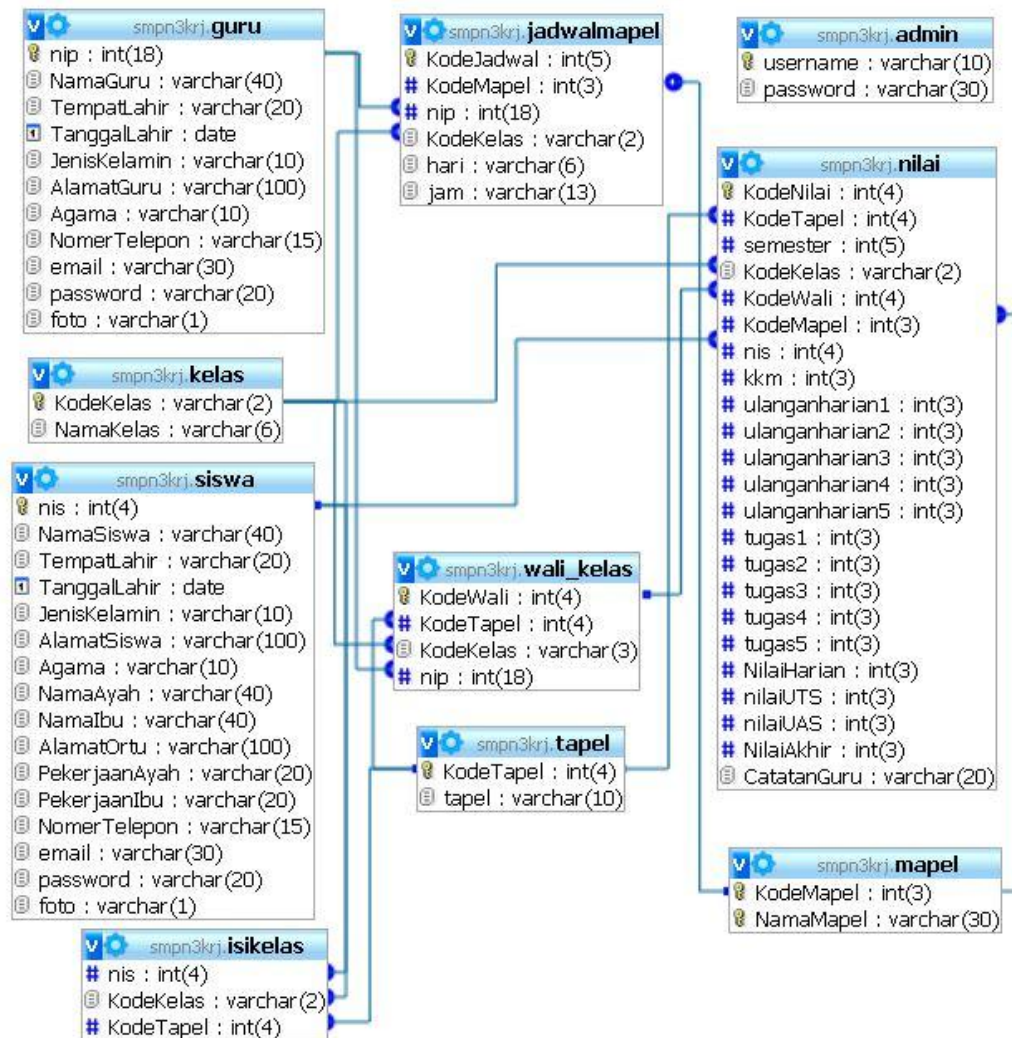 smpn3krj.guru
nip : int(18)
NamaGuru : varchar(40)
TempatLahir : varchar(20)
TanggalLahir : date
JenisKelamin : varchar(10)
AlamatGuru : varchar(100)
Agama : varchar(10)
NomerTelepon : varchar(15)
email : varchar(30)
password : varchar(20)
foto : varchar(1)
smpn3krj.jadwalmapel
KodeJadwal : int(5)
KodeMapel : int(3)
nip : int(18)
KodeKelas : varchar(2)
hari : varchar(6)
jam : varchar(13)
smpn3krj.admin
username : varchar(10)
password : varchar(30)
smpn3krj.nilai
KodeNilai : int(4)
KodeTapel : int(4)
semester : int(5)
KodeKelas : varchar(2)
KodeWali : int(4)
KodeMapel : int(3)
nis : int(4)
kkm : int(3)
ulanganharian1 : int(3)
ulanganharian2 : int(3)
ulanganharian3 : int(3)
ulanganharian4 : int(3)
ulanganharian5 : int(3)
tugas1 : int(3)
tugas2 : int(3)
tugas3 : int(3)
tugas4 : int(3)
tugas5 : int(3)
NilaiHarian : int(3)
nilaiUTS : int(3)
nilaiUAS : int(3)
NilaiAkhir : int(3)
CatatanGuru : varchar(20)
smpn3krj.kelas
KodeKelas : varchar(2)
NamaKelas : varchar(6)
smpn3krj.siswa
nis : int(4)
NamaSiswa : varchar(40)
TempatLahir : varchar(20)
TanggalLahir : date
JenisKelamin : varchar(10)
AlamatSiswa : varchar(100)
Agama : varchar(10)
NamaAyah : varchar(40)
NamaIbu : varchar(40)
AlamatOrtu : varchar(100)
PekerjaanAyah : varchar(20)
PekerjaanIbu : varchar(20)
NomerTelepon : varchar(15)
email : varchar(30)
password : varchar(20)
foto : varchar(1)
smpn3krj.wali_kelas
KodeWali : int(4)
KodeTapel : int(4)
KodeKelas : varchar(3)
nip : int(18)
smpn3krj.tapel
KodeTapel : int(4)
tapel : varchar(10)
smpn3krj.mapel
KodeMapel : int(3)
NamaMapel : varchar(30)
smpn3krj.isikelas
nis : int(4)
KodeKelas : varchar(2)
KodeTapel : int(4)